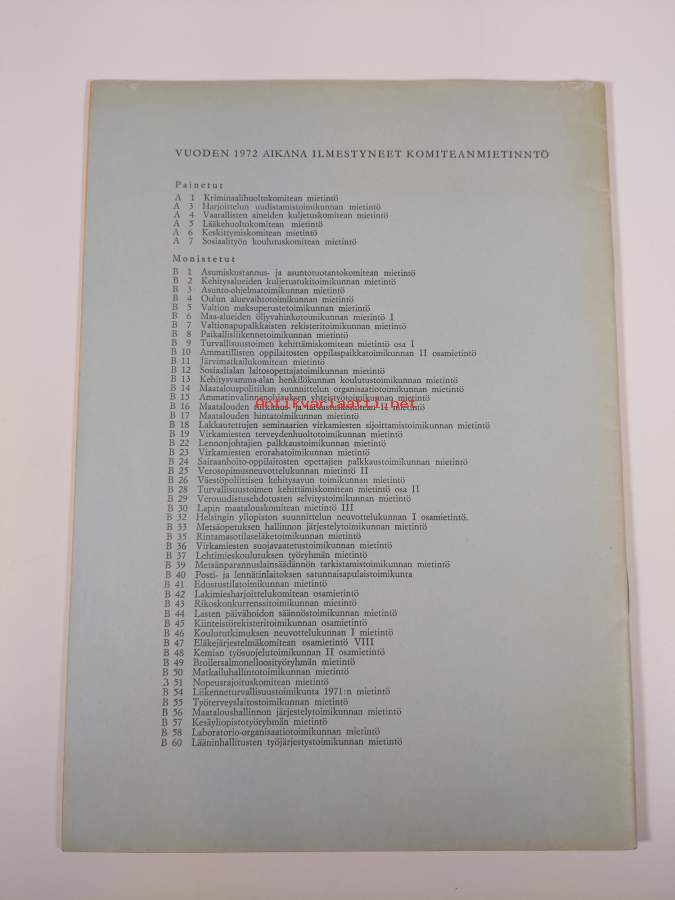 VUODEN 1972 AIKANA ILMESTYNEET KOMITEANMIETINNTÖ
Painetut
A 1 Kriminaalihuoltokomitean mietintö
A 3 Harjoittelun uudistamistoimikunnan mietintö
A 4 Vaarallisten aineiden kuljetuskomitean mietintö
A 5 Lääkehuoltokomitean mietintö
A 6 Keskittymiskomitean mietintö
A 7 Sosiaalityön koulutuskomitean mietintö
Monistetut
B 1 Asumiskustannus- ja asuntotuotantokomitean mietintö
B 2 Kehitysalueiden kuljetustukitoimikunnan mietintö
B 3 Asunto-ohjelmatoimikunnan mietintö
B 4 Oulun aluevaihtotoimikunnan mietintö
B 5 Valtion maksuperustetoimikunnan mietintö
B 6 Maa-alueiden öljyvahinkotoimikunnan mietintö I
B 7 Valtionapupalkkaisten rekisteritoimikunnan mietintö
B 8 Paikallisliikennetoimikunnan mietintö
B 9 Turvallisuustoimen kehittämiskomitean mietintö osa I
B 10 Ammatillisten oppilaitosten oppilaspaikkatoimikunnan II osamietintö
B 11 Järvimatkailukomitean mietintö
B 12 Sosiaalialan laitosopettajatoimikunnan mietintö
B 13 Kehitysvamma-alan henkilökunnan koulutustoimikunnan mietintö
B 14 Maatalouspolitiikan suunnittelun organisaatiotoimikunnan mietintö
B 15 Ammatinvalinnanohjauksen yhteistyötoimikunnan mietintö
antikvariaatti.net
B 16 Maatalouden tutkimus- ja tarkastuskomitean II mietintö
B 17 Maatalouden hintatoimikunnan mietintö
B 18 Lakkautettujen seminaarien virkamiesten sijoittamistoimikunnan mietintö
B 19 Virkamiesten terveydenhuoltotoimikunnan mietintö
B 22 Lennonjohtajien palkkaustoimikunnan mietintö
B 23 Virkamiesten erorahatoimikunnan mietintö
B 24 Sairaanhoito-oppilaitosten opettajien palkkaustoimikunnan mietintö
B 25 Verosopimusneuvottelukunnan mietintö II
B 26 Väestöpoliittisen kehitysavun toimikunnan mietintö
B 28 Turvallisuustoimen kehittämiskomitean mietintö osa II
B 29 Verouudistusehdotusten selvitystoimikunnan mietintö
B 30 Lapin maatalouskomitean mietintö III
B 32 Helsingin yliopiston suunnittelun neuvottelukunnan I osamietintö.
B 33 Metsäopetuksen hallinnon järjestelytoimikunnan mietintö
B 35 Rintamasotilaseläketoimikunnan mietintö
B 36 Virkamiesten suojavaatetustoimikunnan mietintö
B 37 Lehtimieskoulutuksen työryhmän mietintö
B 39 Metsänparannuslainsäädännön tarkistamistoimikunnan mietintö
B 40 Posti- ja lennätinlaitoksen satunnaisapulaistoimikunta
B 41 Edustustilatoimikunnan mietintö
B 42 Lakimiesharjoittelukomitean osamietintö
B 43 Rikoskonkurrenssitoimikunnan mietintö
B 44 Lasten päivähoidon säännöstoimikunnan mietintö
B 45 Kiinteistörekisteritoimikunnan osamietintö
B 46 Koulututkimuksen neuvottelukunnan I mietintö
B 47 Eläkejärjestelmäkomitean osamietintö VIII
B 48 Kemian työsuojelutoimikunnan II osamietintö
B 49 Broilersalmonelloosityöryhmän mietintö
B 50 Matkailuhallintotoimikunnan mietintö
B 51 Nopeusrajoituskomitean mietintö
B 54 Liikenneturvallisuustoimikunta 1971:n mietintö
B 55 Työterveyslaitostoimikunnan mietintö
B 56 Maataloushallinnon järjestelytoimikunnan mietintö
B 57 Kesäyliopistotyöryhmän mietintö
B 58 Laboratorio-organisaatiotoimikunnan mietintö
B 60 Lääninhallitusten työjärjestystoimikunnan mietintö